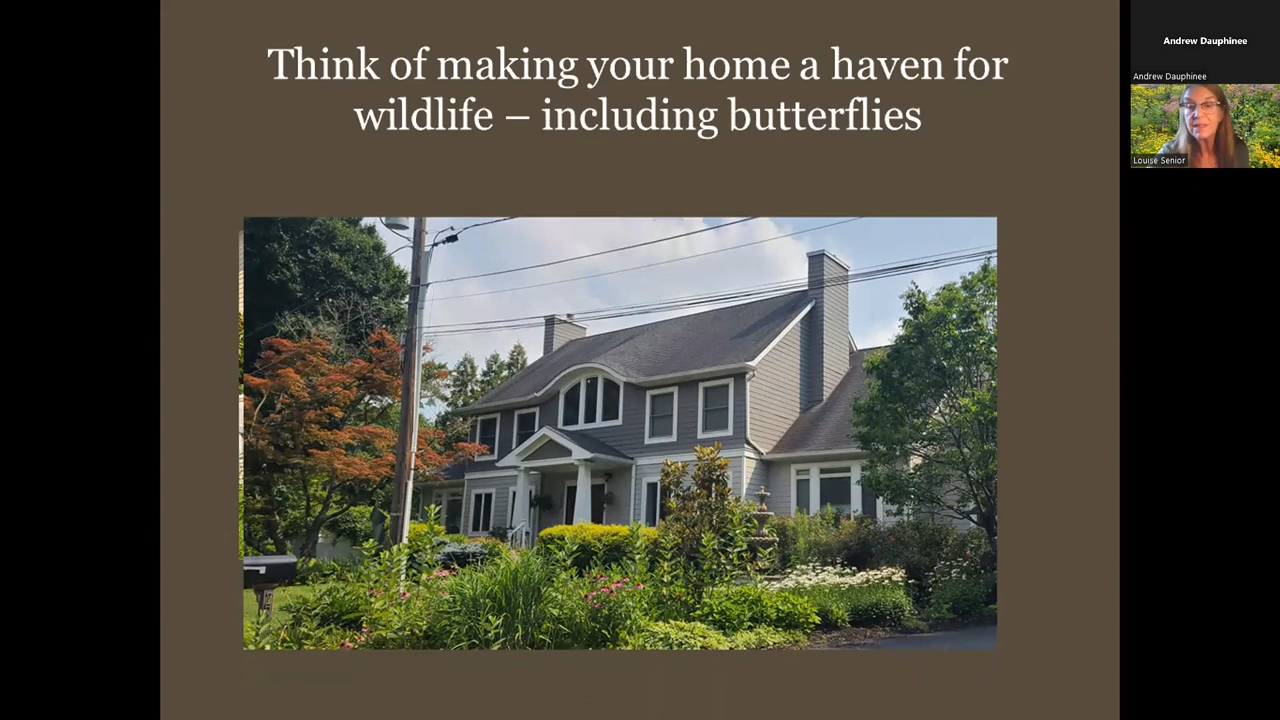 Think of making your home a haven for
wildlife – including butterflies
Andrew Dauphinee
Andrew Dauphinee
Louise Senior